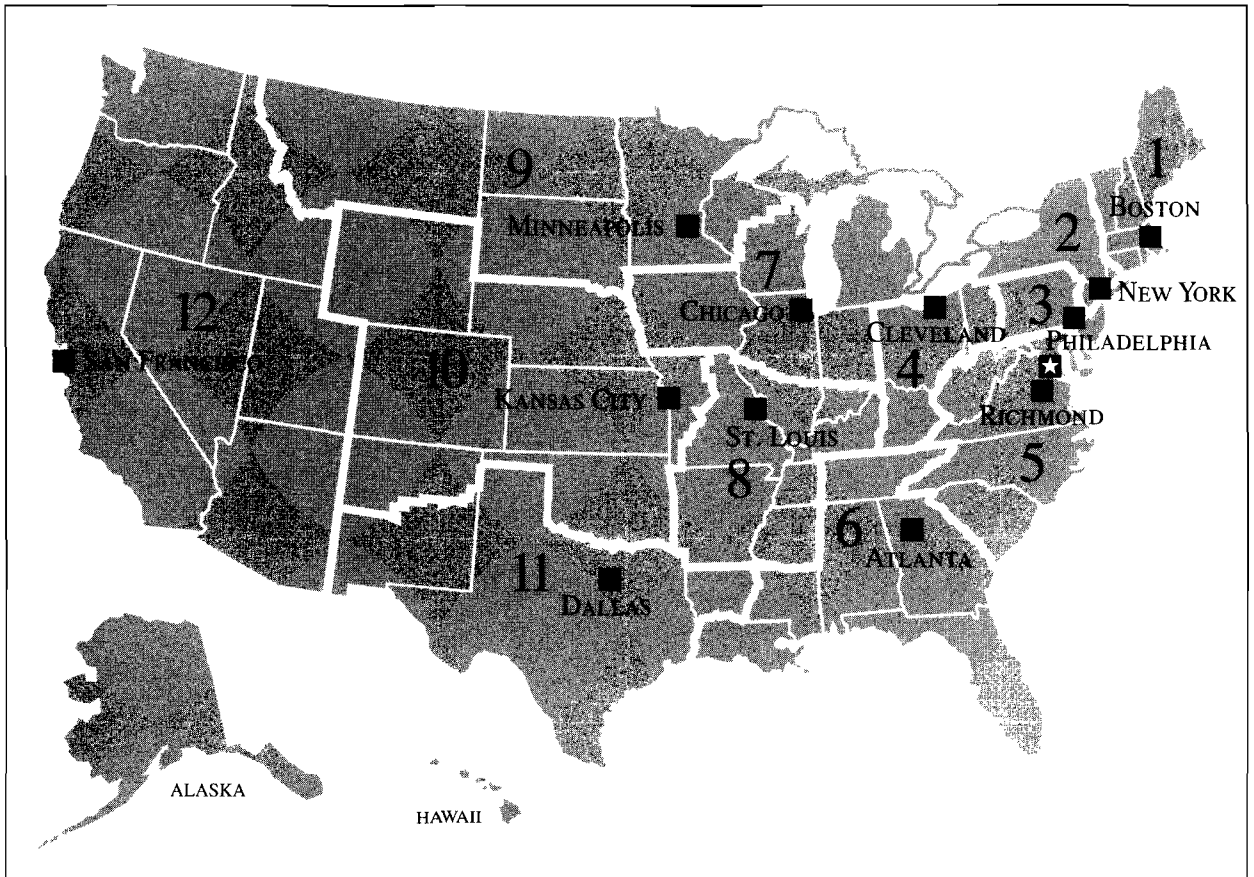 1
BOSTON
2
9
MINNEAPOLIS
7
NEW YORK
12
CHICAGO
3
CLEVELAND
PHILADELPHIA
SAN FRANCISCO
10
4
KANSAS CITY
RICHMOND
ST. LOUIS
5
8
6
ATLANTA
11
DALLAS
ALASKA
HAWAII